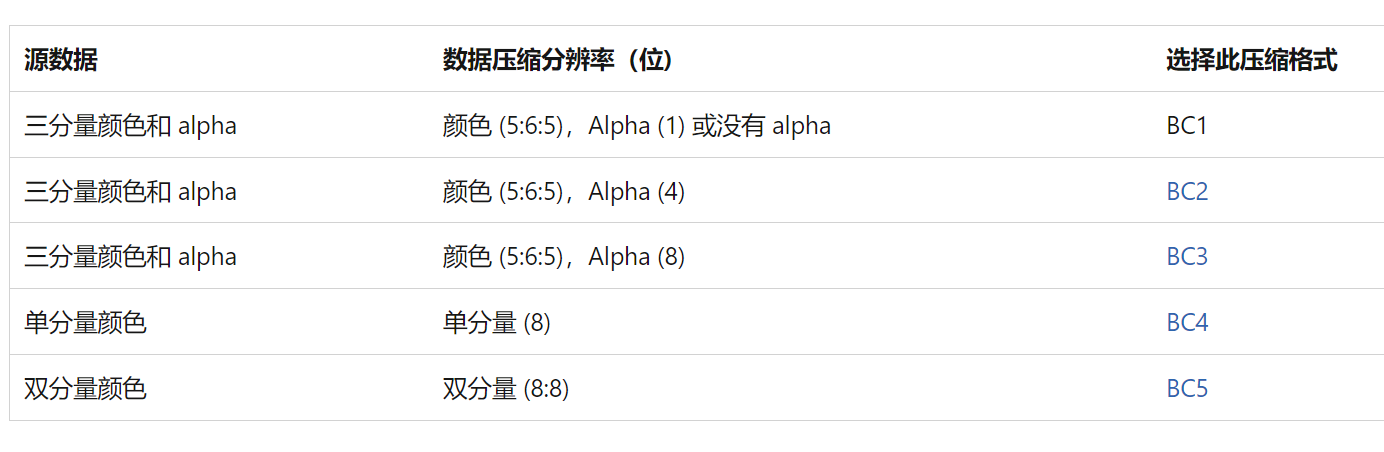 源数据 数据压缩分辨率（位） 选择此压缩格式
三分量颜色和 alpha 颜色 (5:6:5)，Alpha (1) 或没有 alpha BC1
三分量颜色和 alpha 颜色 (5:6:5)，Alpha (4) BC2
三分量颜色和 alpha 颜色 (5:6:5)，Alpha (8) BC3
单分量颜色 单分量 (8) BC4
双分量颜色 双分量 (8:8) BC5